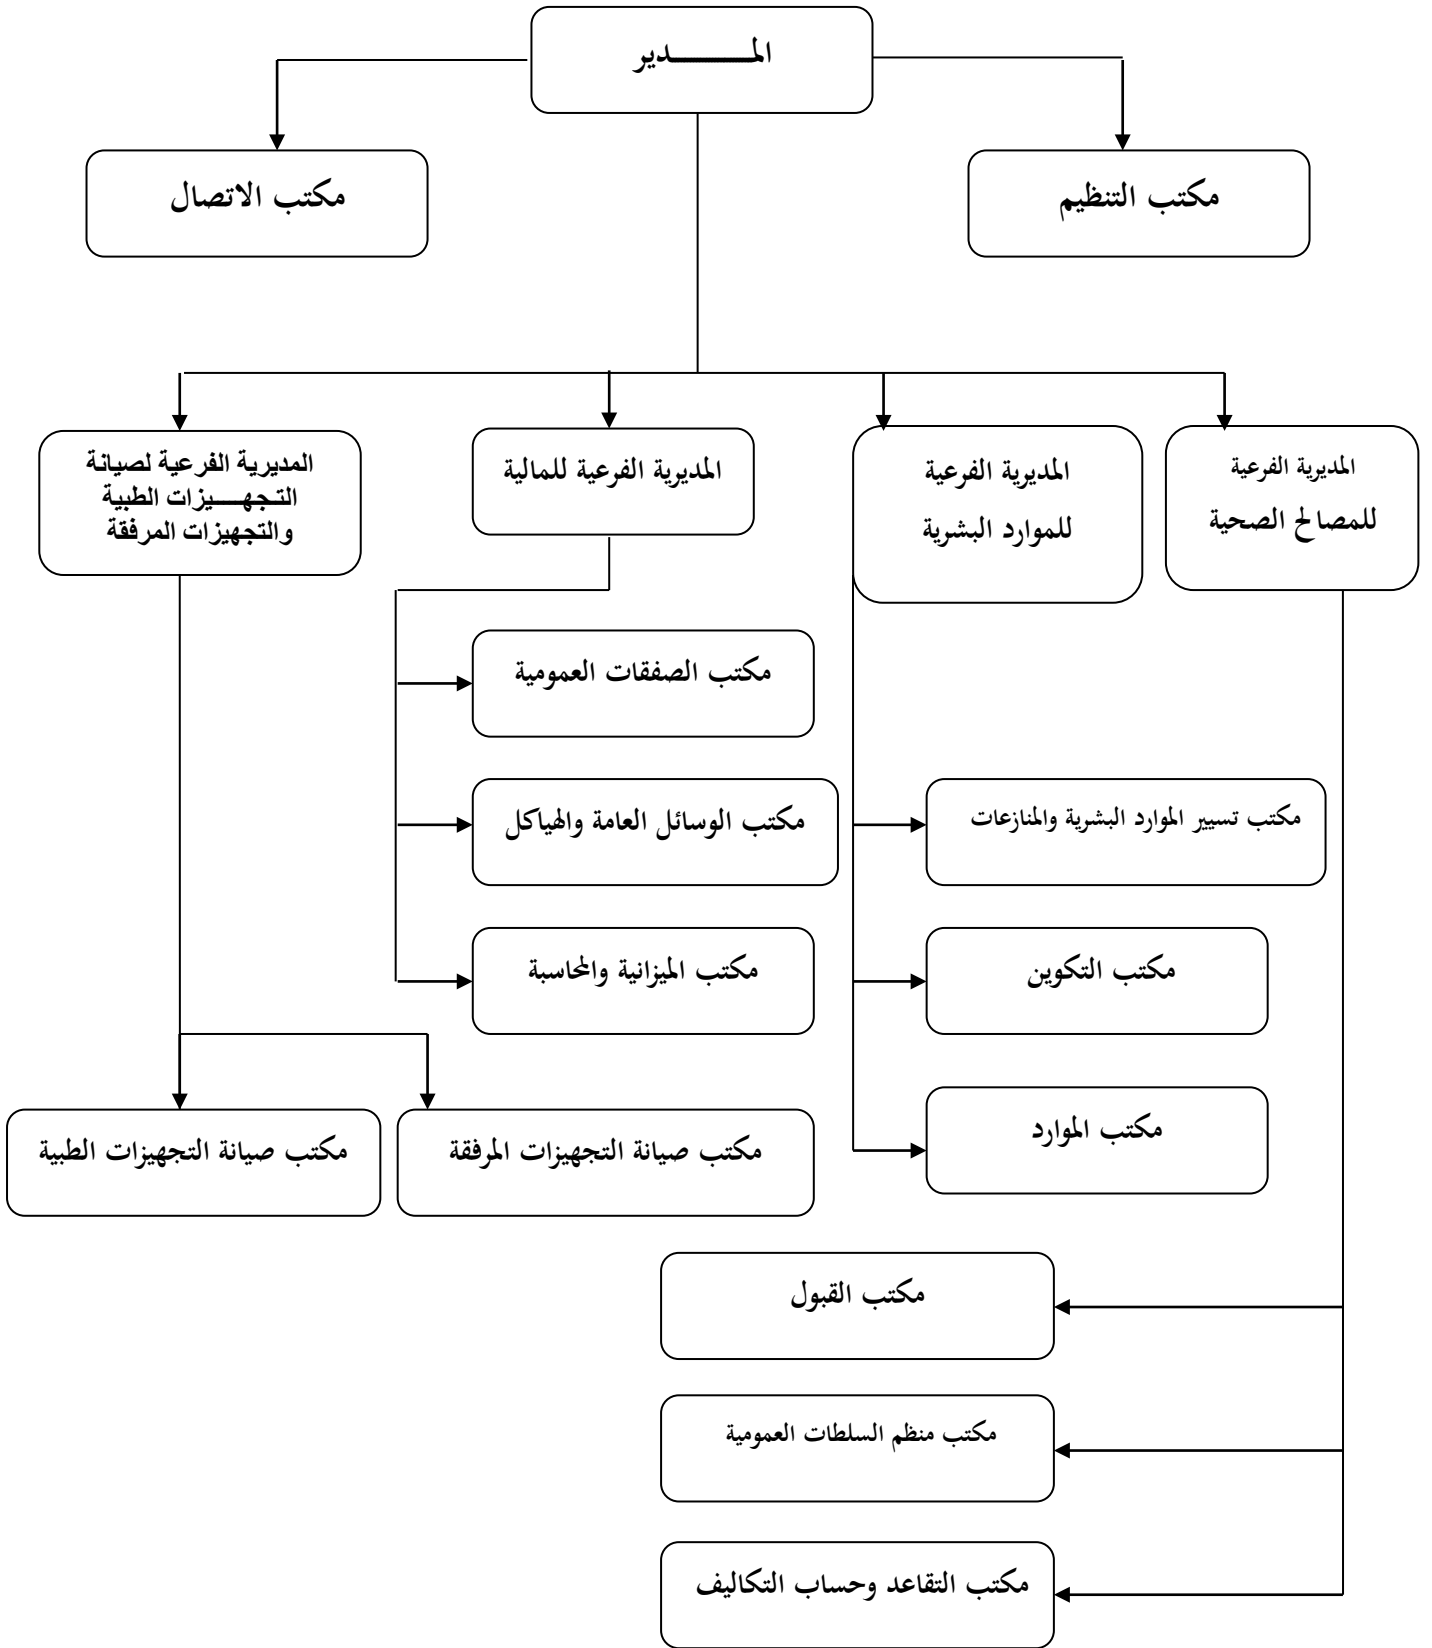 المــــــــدير
مكتب التنظيم
مكتب الاتصال
المديرية الفرعية
للمصالح الصحية
المديرية الفرعية
للموارد البشرية
المديرية الفرعية للمالية
المديرية الفرعية لصيانة
التـجهـــــيزات الطبية
والتجهيزات المرفقة
مكتب الصفقات العمومية
مكتب تسيير الموارد البشرية والمنازعات
مكتب الوسائل العامة والهياكل
مكتب التكوين
مكتب الميزانية والمحاسبة
مكتب الموارد
مكتب صيانة التجهيزات المرفقة
مكتب صيانة التجهيزات الطبية
مكتب القبول
مكتب منظم السلطات العمومية
مكتب التقاعد وحساب التكاليف